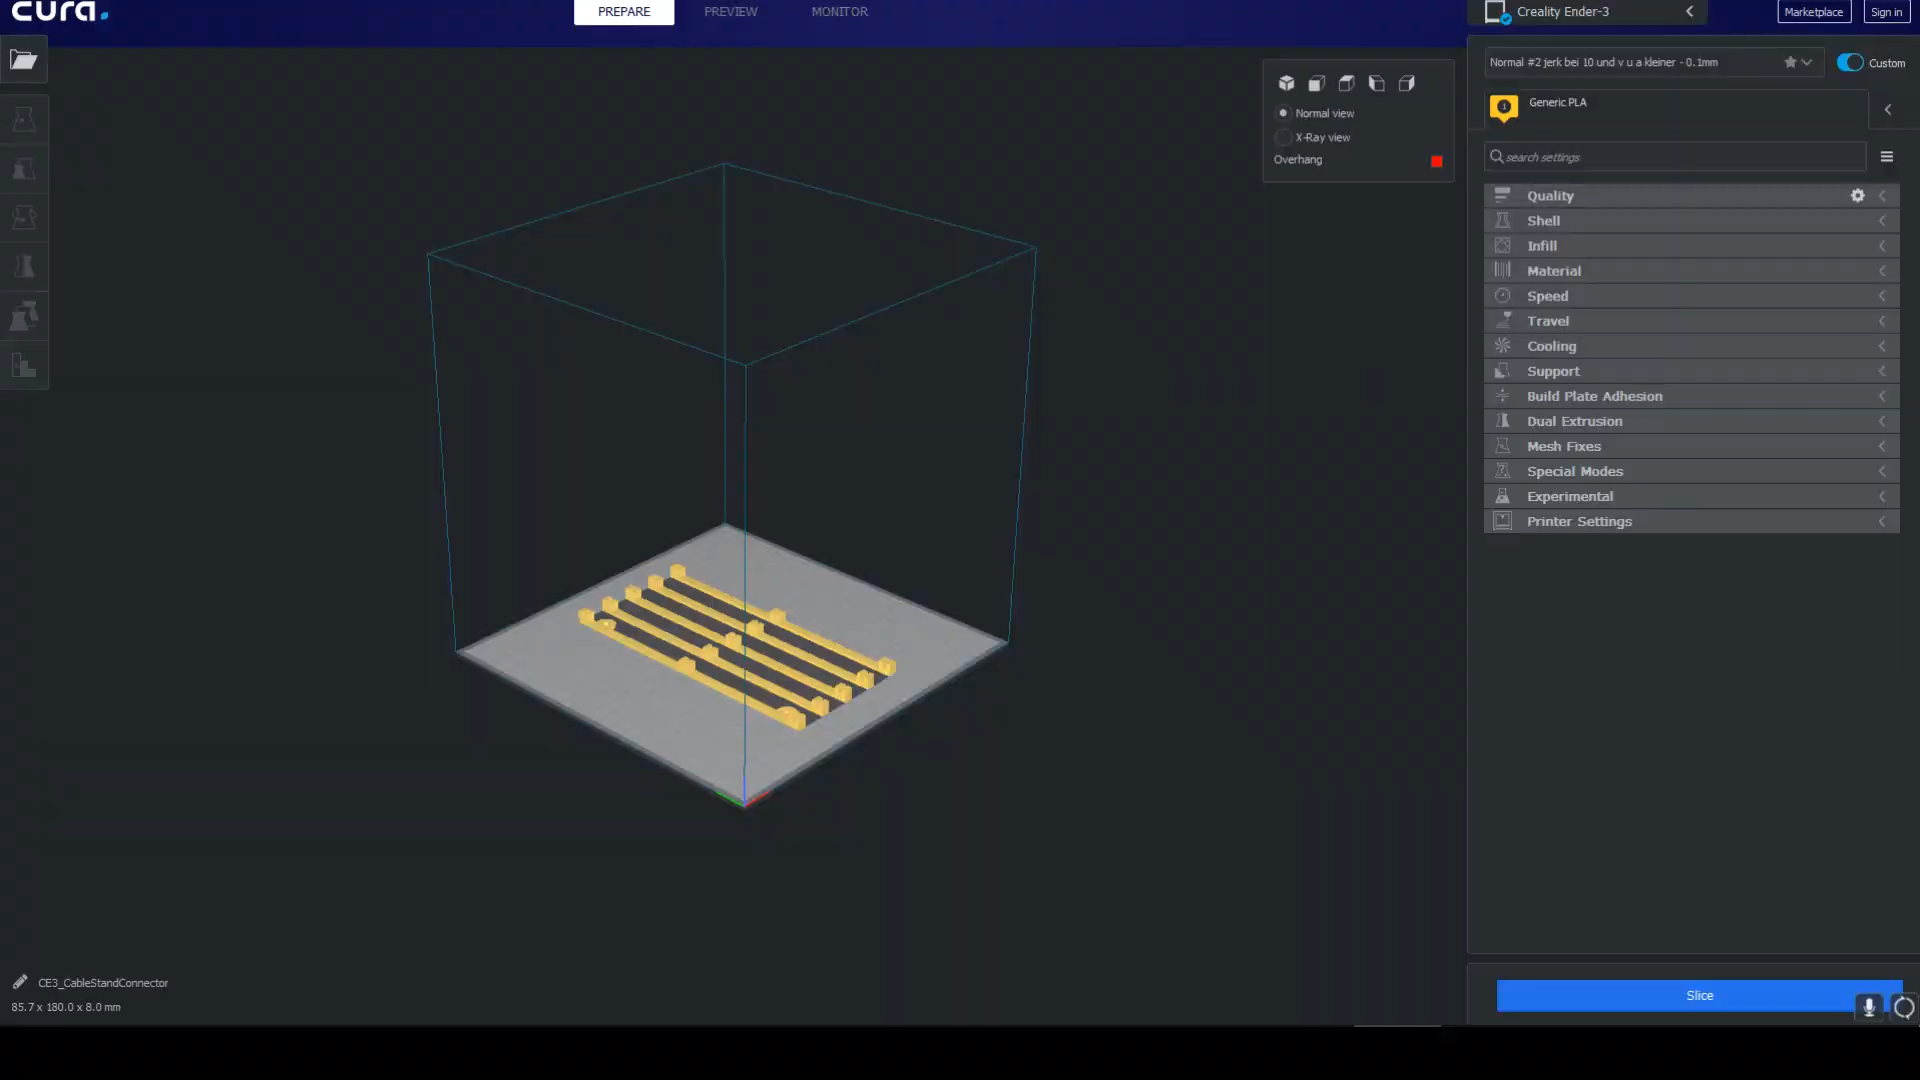 cura.
PREPARE
PREVIEW
MONITOR
Creality Ender-3
Marketplace
Sign in
Normal #2 jerk bei 10 und v u a kleiner - 0.1mm
Custom
1
Generic PLA
search settings
Normal view
X-Ray view
Overhang
Quality
Shell
Infill
Material
Speed
Travel
Cooling
Support
Build Plate Adhesion
Dual Extrusion
Mesh Fixes
Special Modes
Experimental
Printer Settings
CE3_CableStandConnector
85.7 x 180.0 x 8.0 mm
Slice